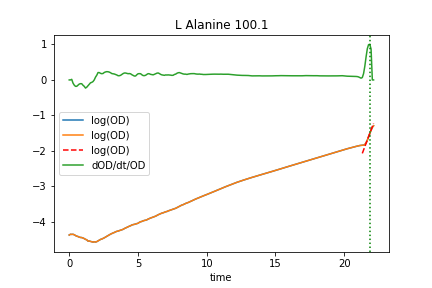 L Alanine 100.1
1
0
−1
−2
−3
−4
log(OD)
log(OD)
log(OD)
dOD/dt/OD
0 5 10 15 20
time